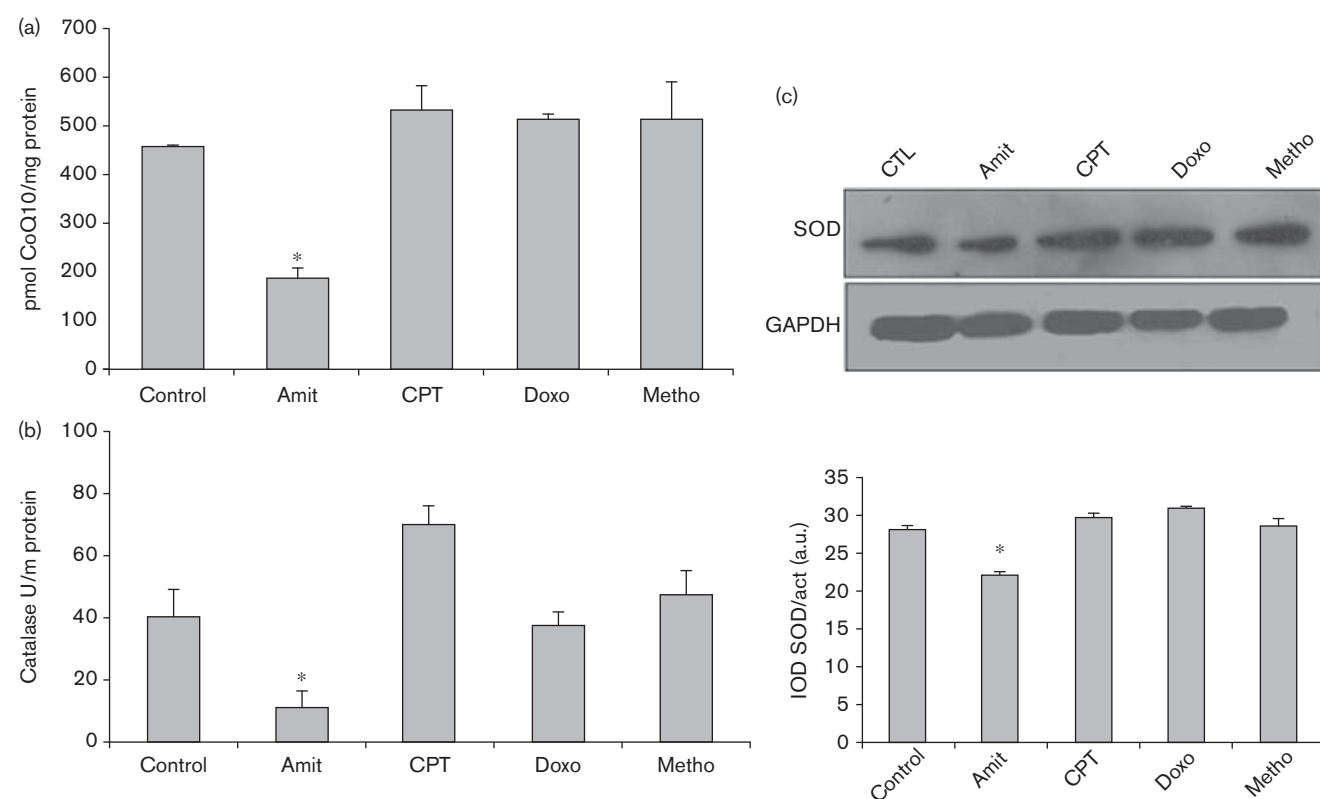 (a)
700
600
500
400
300
200
100
0
pmol CoQ10/mg protein
*
Control Amit CPT Doxo Metho
(b)
100
80
60
40
20
0
Catalase U/m protein
*
Control Amit CPT Doxo Metho
(c)
CTL Amit CPT Doxo Metho
SOD
GAPDH
35
30
25
20
15
10
5
0
IOD SOD/act (a.u.)
*
Control Amit CPT Doxo Metho